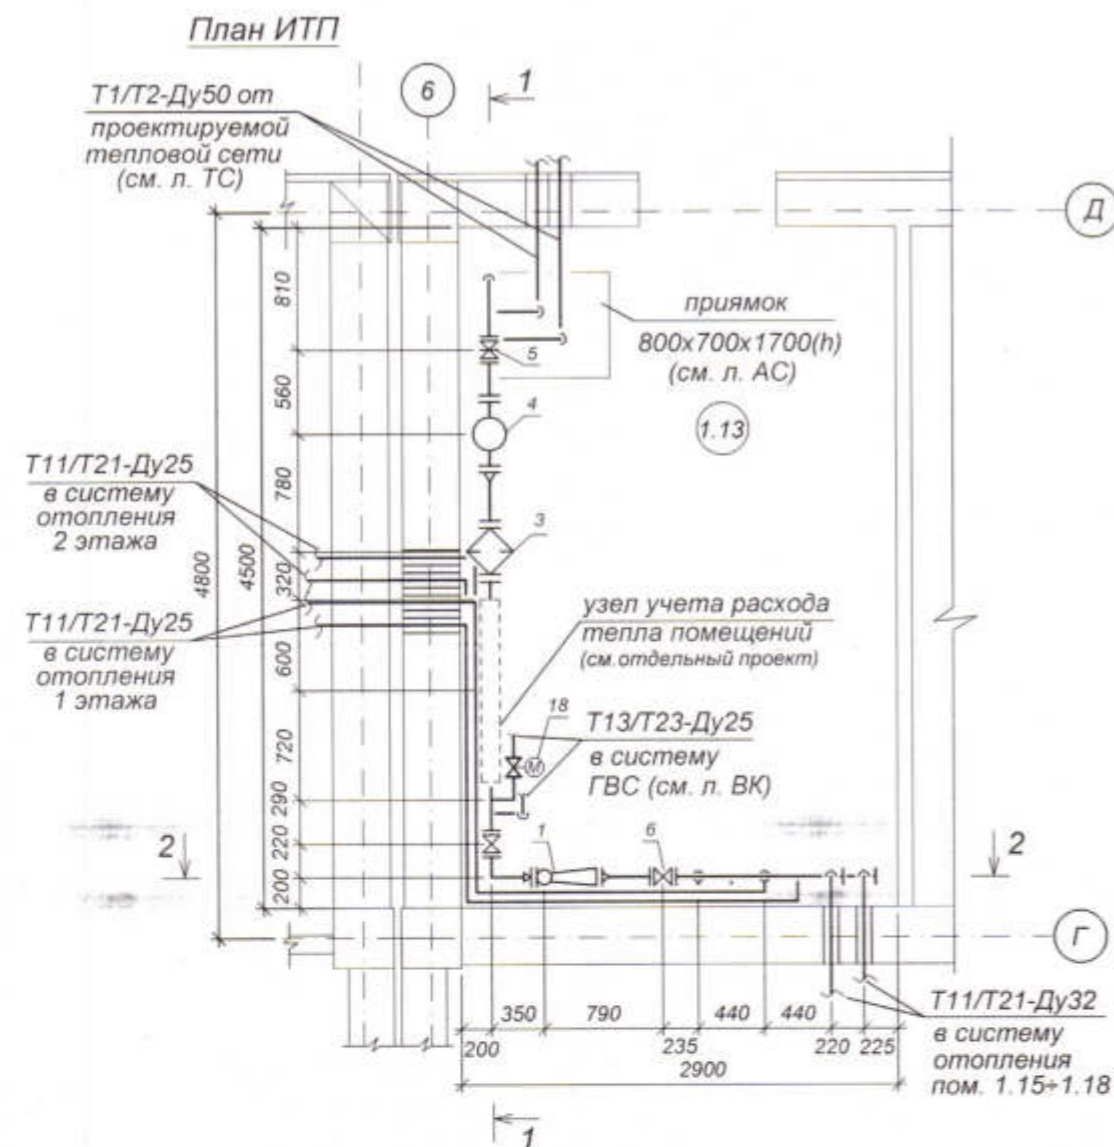 План ИТП
Т1/Т2-Ду50 от
проектируемой
тепловой сети
(см. л. ТС)
6
1
Д
приямок
800х700х1700(h)
(см. л. АС)
1.13
5
4
3
810
560
780
320
600
720
290
220
200
4500
4800
Т11/Т21-Ду25
в систему
отопления
2 этажа
Т11/Т21-Ду25
в систему
отопления
1 этажа
узел учета расхода
тепла помещений
(см.отдельный проект)
18
М
Т13/Т23-Ду25
в систему
ГВС (см. л. ВК)
2
1
6
2
Г
350
790
440
440
200
235
220
225
2900
Т11/Т21-Ду32
в систему
отопления
пом. 1.15÷1.18
1